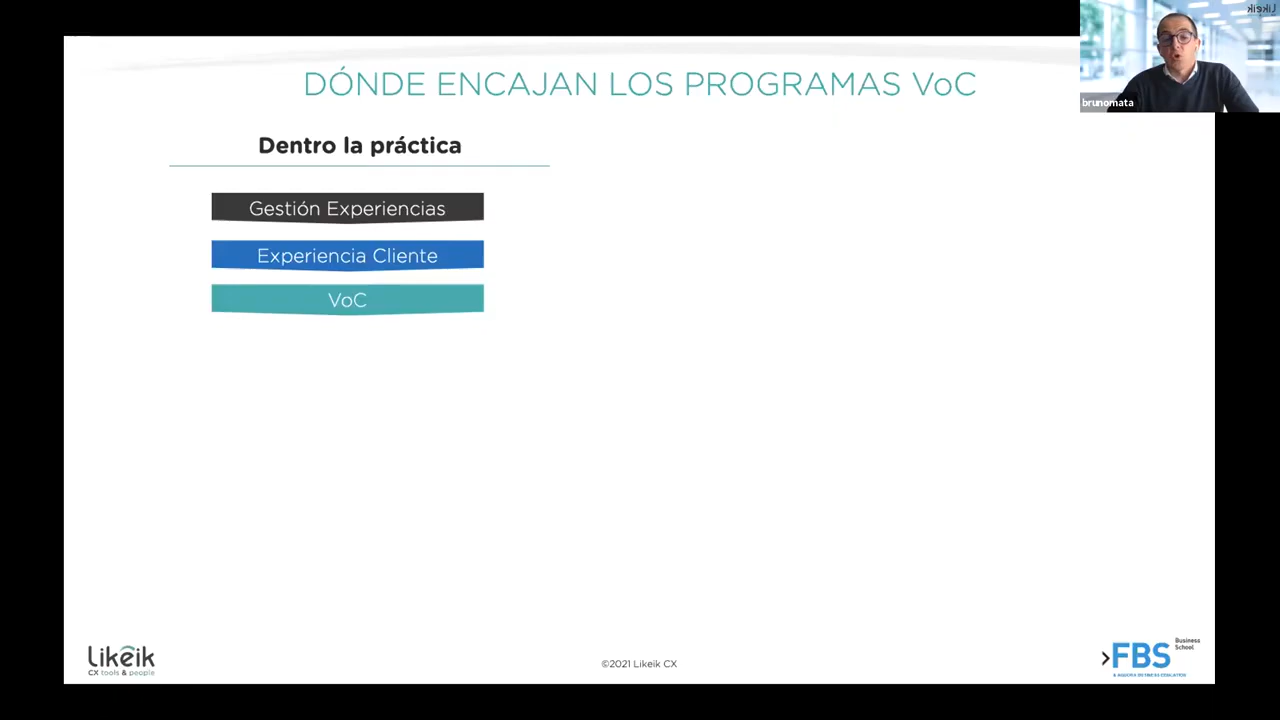 Likeik
brunomata
DÓNDE ENCAJAN LOS PROGRAMAS VoC
Dentro la práctica
Gestión Experiencias
Experiencia Cliente
VoC
Likeik
CX tools & people
©2021 Likeik CX
FBS
Business
School